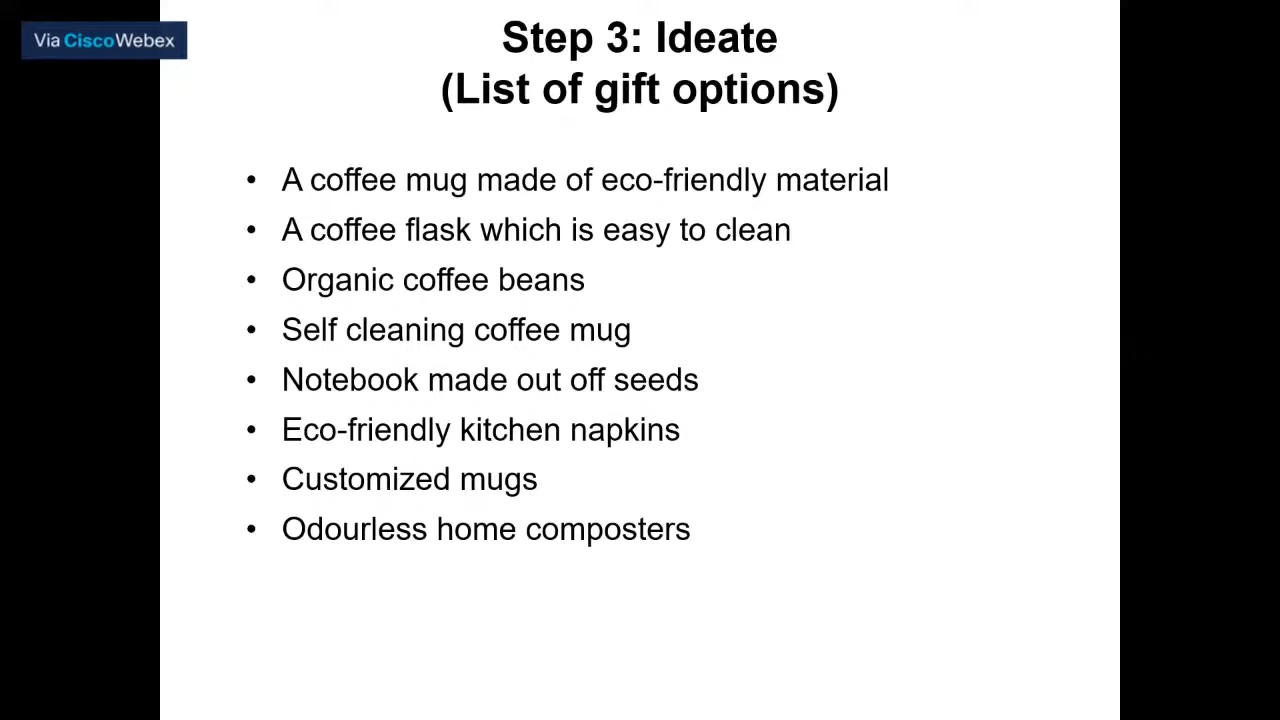 Via CiscoWebex
Step 3: Ideate
(List of gift options)
• A coffee mug made of eco-friendly material
• A coffee flask which is easy to clean
• Organic coffee beans
• Self cleaning coffee mug
• Notebook made out off seeds
• Eco-friendly kitchen napkins
• Customized mugs
• Odourless home composters